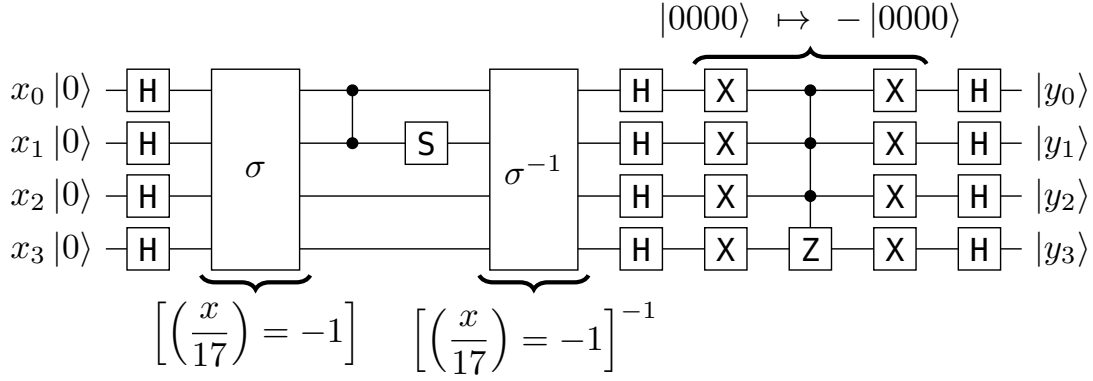 |0000⟩ ↦ − |0000⟩
x₀ |0⟩ H σ σ⁻¹ H X X H |y₀⟩
x₁ |0⟩ H S H X X H |y₁⟩
x₂ |0⟩ H H X X H |y₂⟩
x₃ |0⟩ H H X Z X H |y₃⟩
[(x/17) = −1] [(x/17) = −1]⁻¹